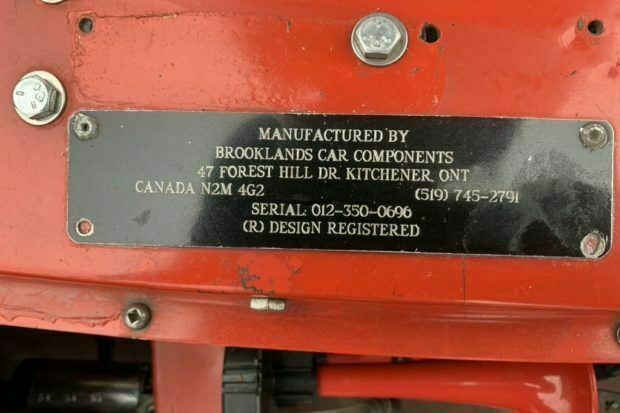 MANUFACTURED BY
BROOKLANDS CAR COMPONENTS
47 FOREST HILL DR. KITCHENER, ONT.
CANADA N2M 4G2 (519) 745-2791
SERIAL: 012-350-0696
(R) DESIGN REGISTERED